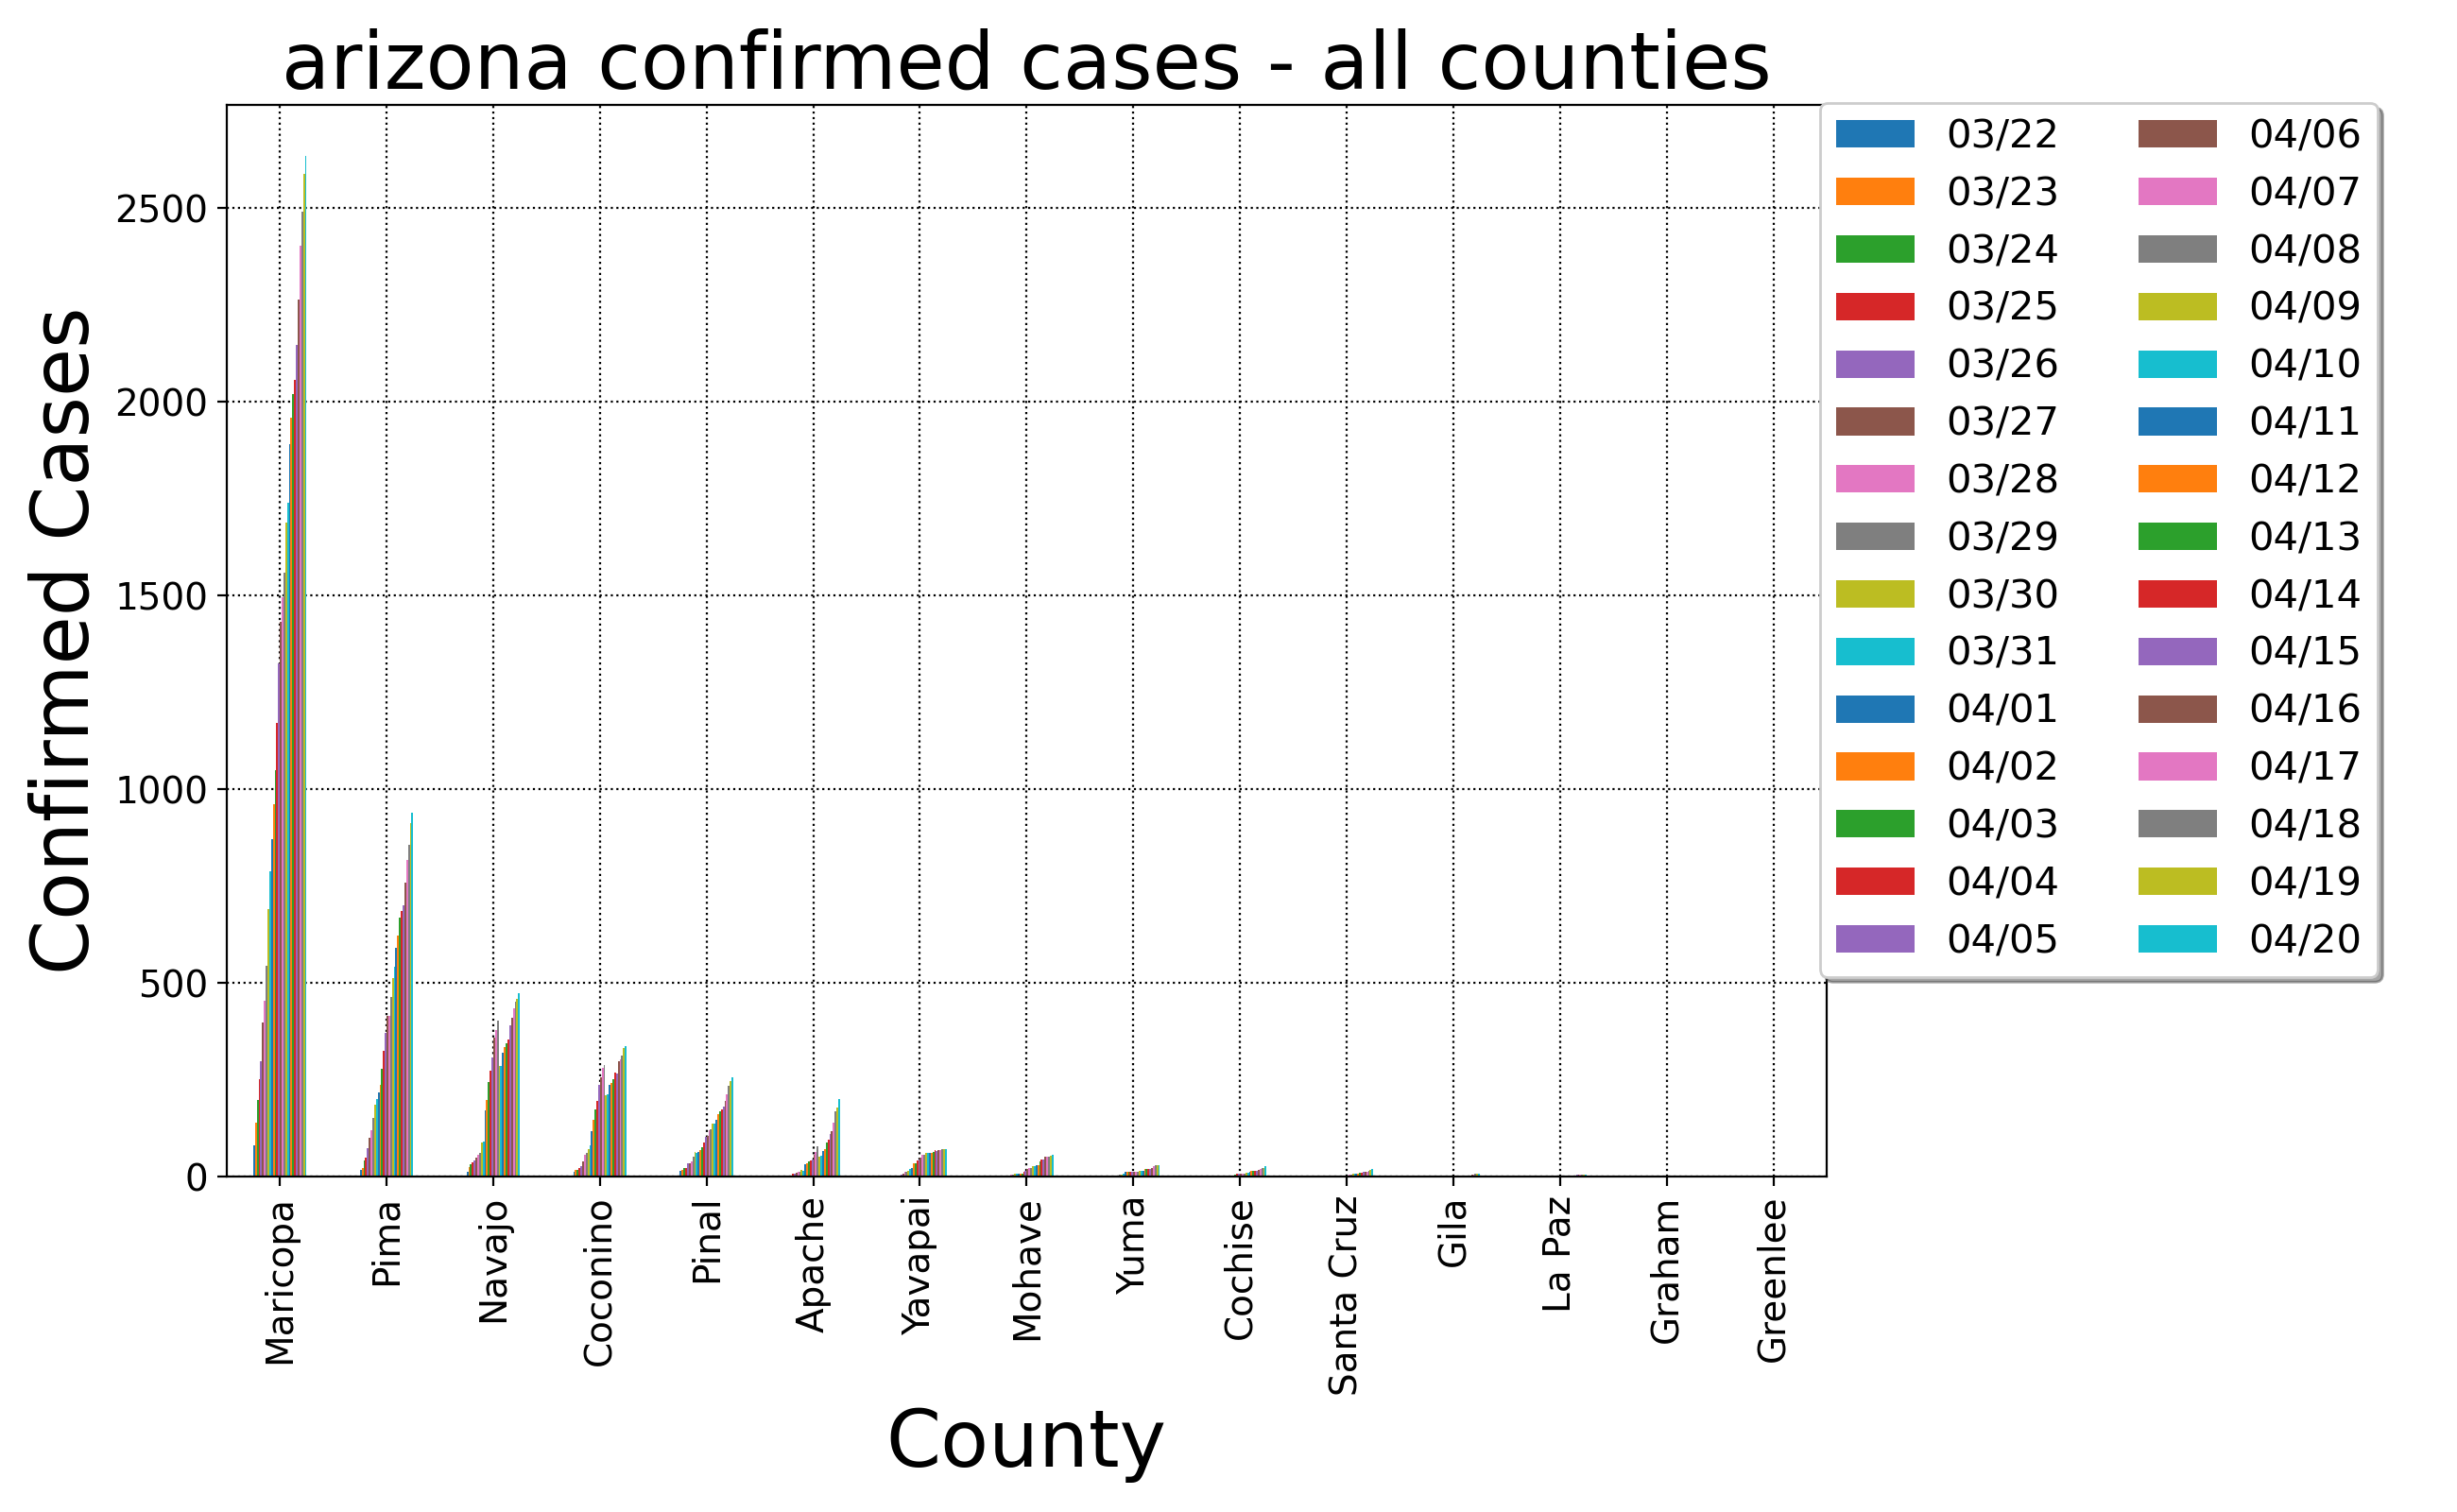 arizona confirmed cases - all counties
Confirmed Cases
2500
2000
1500
1000
500
0
Maricopa
Pima
Navajo
Coconino
Pinal
Apache
Yavapai
Mohave
Yuma
Cochise
Santa Cruz
Gila
La Paz
Graham
Greenlee
County
03/22
03/23
03/24
03/25
03/26
03/27
03/28
03/29
03/30
03/31
04/01
04/02
04/03
04/04
04/05
04/06
04/07
04/08
04/09
04/10
04/11
04/12
04/13
04/14
04/15
04/16
04/17
04/18
04/19
04/20